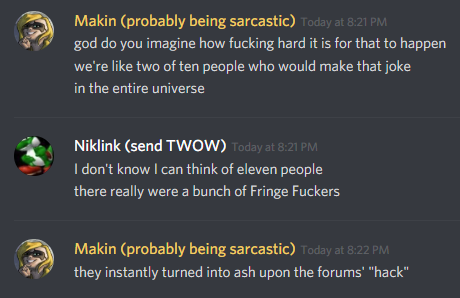 Makin (probably being sarcastic) Today at 8:21 PM
god do you imagine how fucking hard it is for that to happen
we're like two of ten people who would make that joke
in the entire universe
Niklink (send TWOW) Today at 8:21 PM
I don't know I can think of eleven people
there really were a bunch of Fringe Fuckers
Makin (probably being sarcastic) Today at 8:22 PM
they instantly turned into ash upon the forums' "hack"